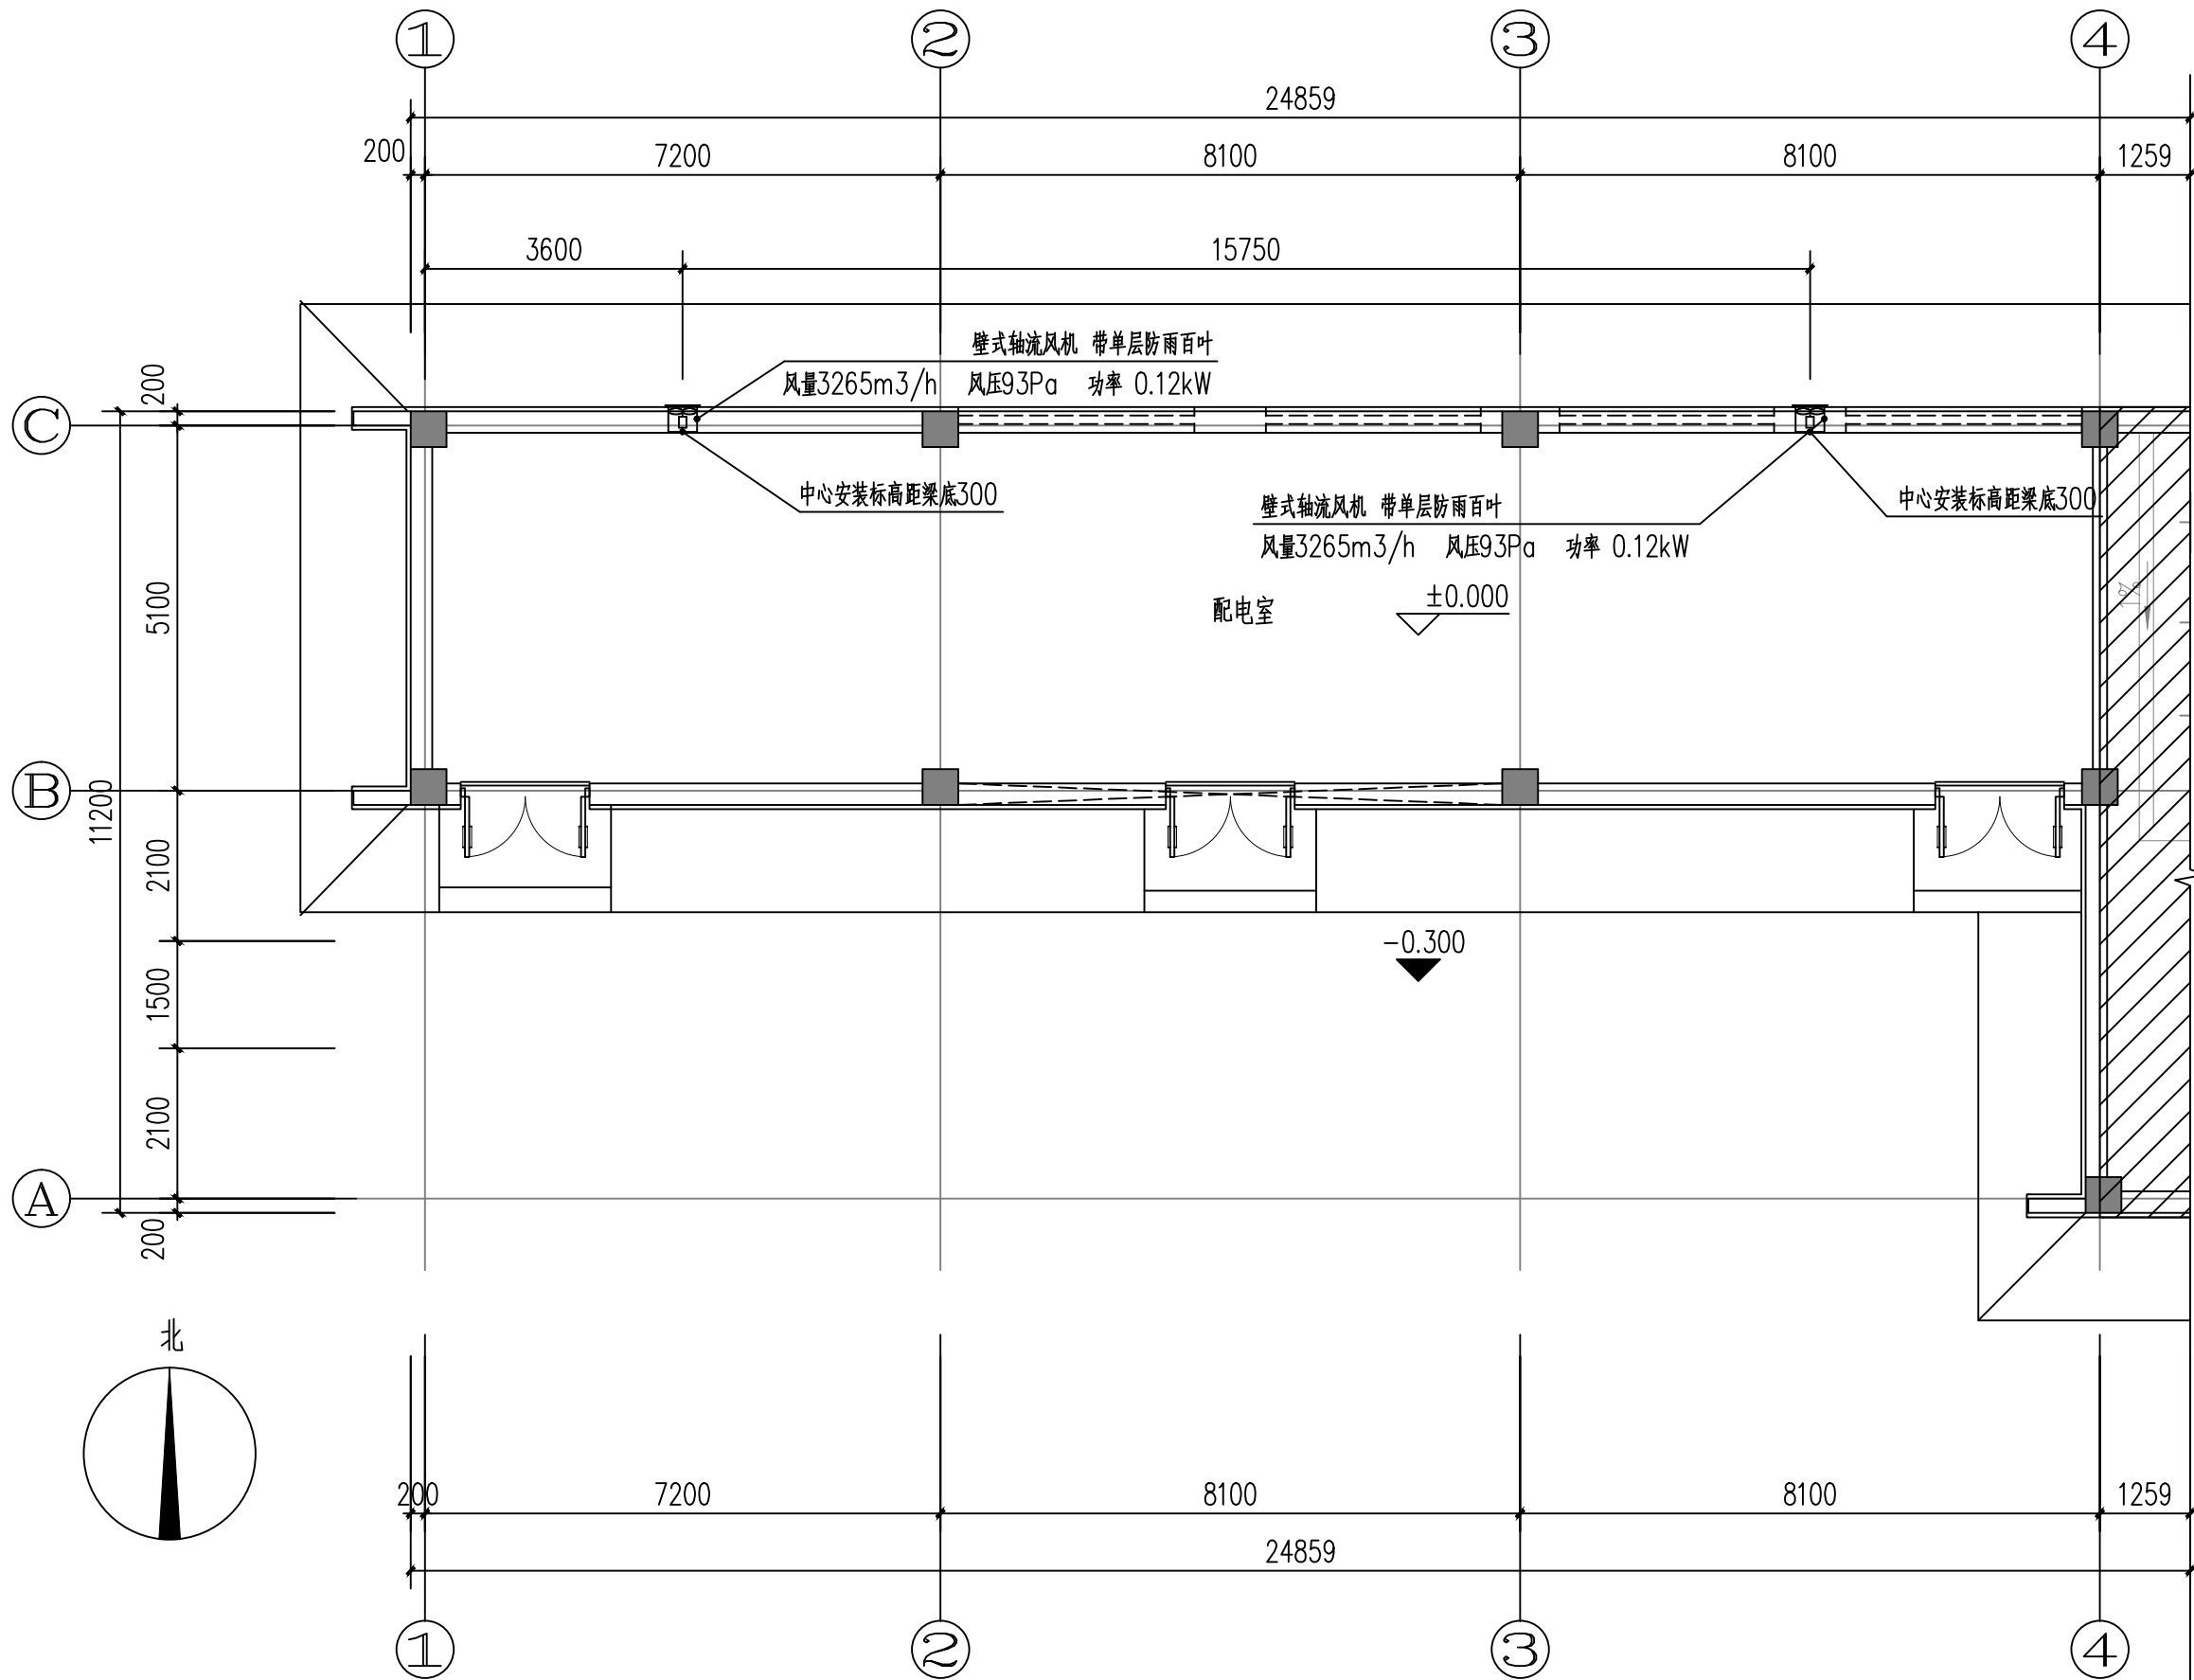 1 2 3 4
24859
200 7200 8100 8100 1259
3600 15750
壁式轴流风机 带单层防雨百叶
风量3265m3/h 风压93Pa 功率 0.12kW
200
C
中心安装标高距梁底300
壁式轴流风机 带单层防雨百叶
风量3265m3/h 风压93Pa 功率 0.12kW
中心安装标高距梁底300
5100
配电室
±0.000
1%
B
11200
2100
-0.300
1500
2100
A
200
北
200 7200 8100 8100 1259
24859
1 2 3 4